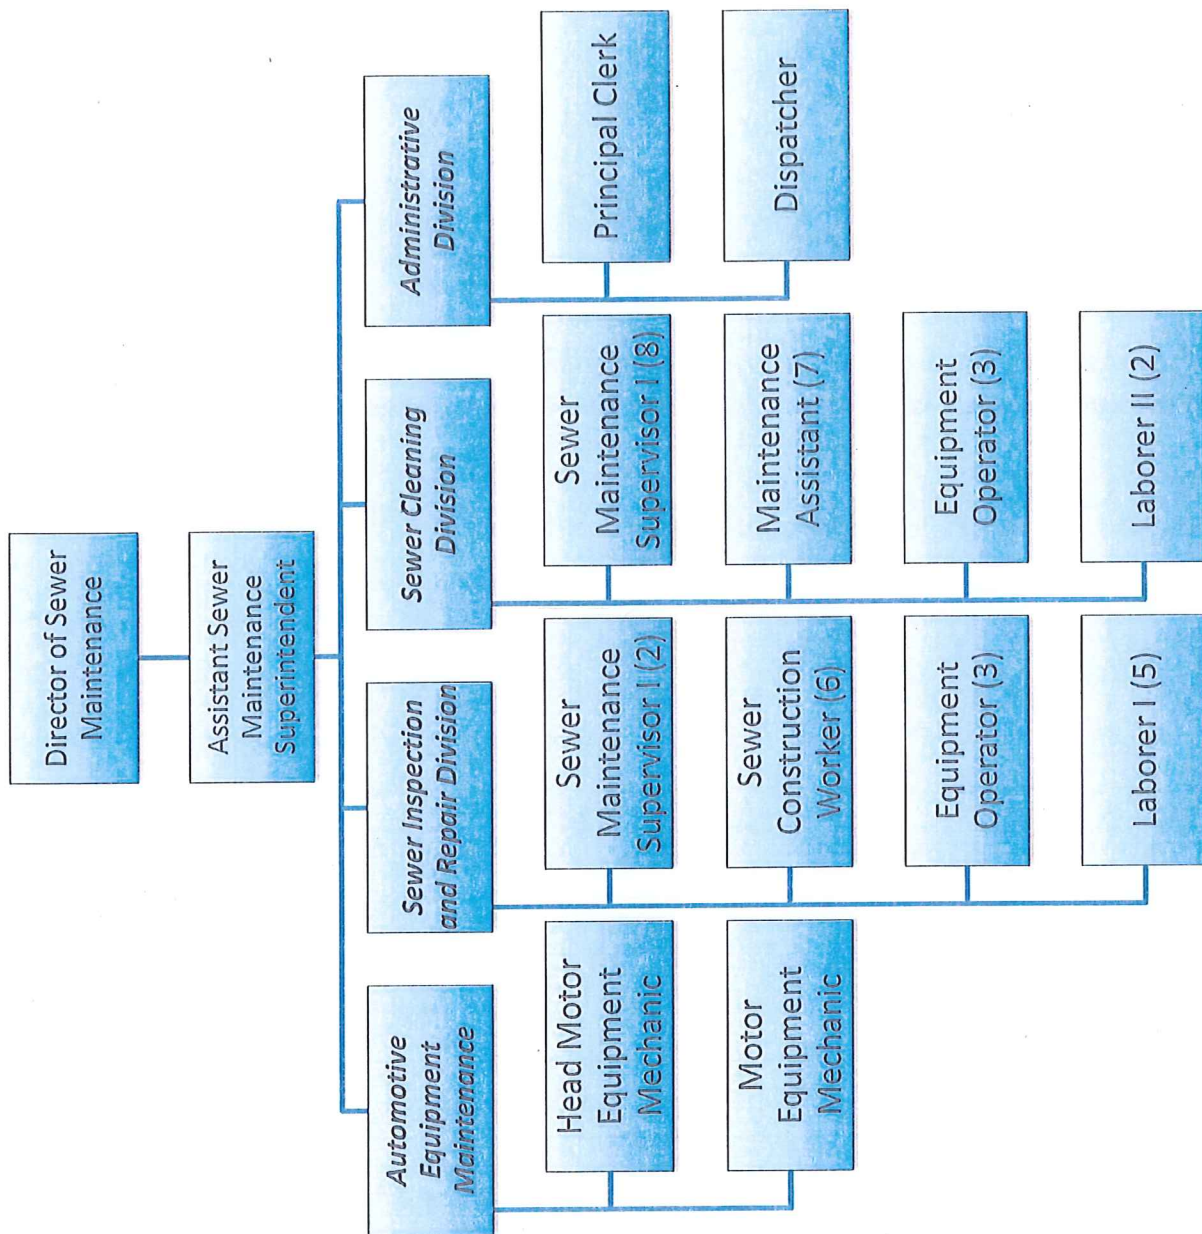 Director of Sewer
Maintenance
Assistant Sewer
Maintenance
Superintendent
Automotive
Equipment
Maintenance
Head Motor
Equipment
Mechanic
Motor
Equipment
Mechanic
Sewer Inspection
and Repair Division
Sewer
Maintenance
Supervisor I (2)
Sewer
Construction
Worker (6)
Equipment
Operator (3)
Laborer I (5)
Sewer Cleaning
Division
Sewer
Maintenance
Supervisor I (8)
Maintenance
Assistant (7)
Equipment
Operator (3)
Laborer II (2)
Administrative
Division
Principal Clerk
Dispatcher